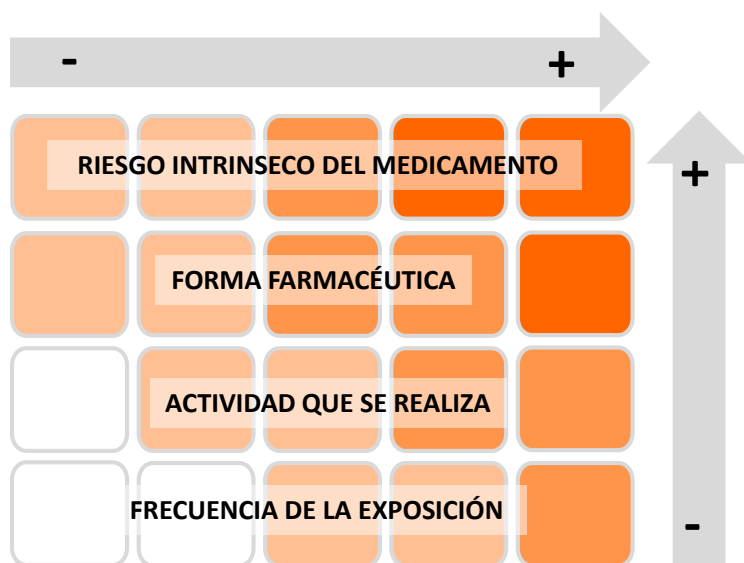 - +
RIESGO INTRINSECO DEL MEDICAMENTO
+
FORMA FARMACÉUTICA
ACTIVIDAD QUE SE REALIZA
FRECUENCIA DE LA EXPOSICIÓN
-